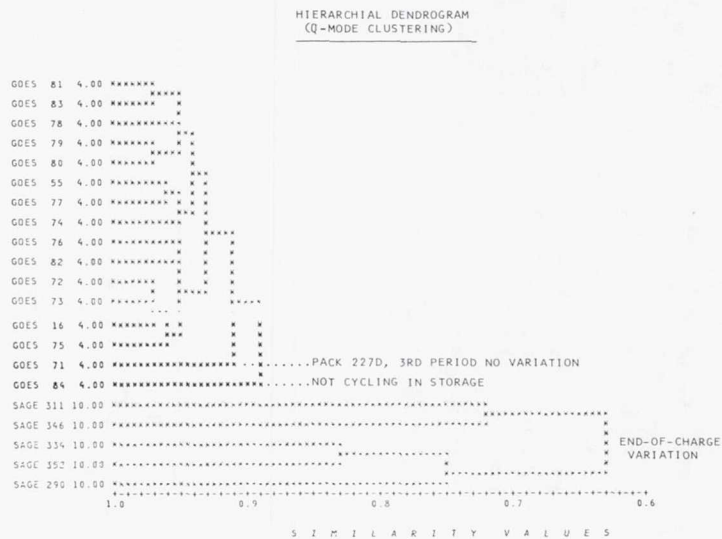 HIERARCHIAL DENDROGRAM
(Q-MODE CLUSTERING)
GOES 81 4.00
GOES 83 4.00
GOES 78 4.00
GOES 79 4.00
GOES 80 4.00
GOES 55 4.00
GOES 77 4.00
GOES 74 4.00
GOES 76 4.00
GOES 82 4.00
GOES 72 4.00
GOES 73 4.00
GOES 16 4.00
GOES 75 4.00
GOES 71 4.00 PACK 227D, 3RD PERIOD NO VARIATION
GOES 84 4.00 NOT CYCLING IN STORAGE
SAGE 311 10.00
SAGE 346 10.00
SAGE 334 10.00
END-OF-CHARGE
VARIATION
SAGE 352 10.00
SAGE 290 10.00
1.0 0.9 0.8 0.7 0.6
SIMILARITY VALUES